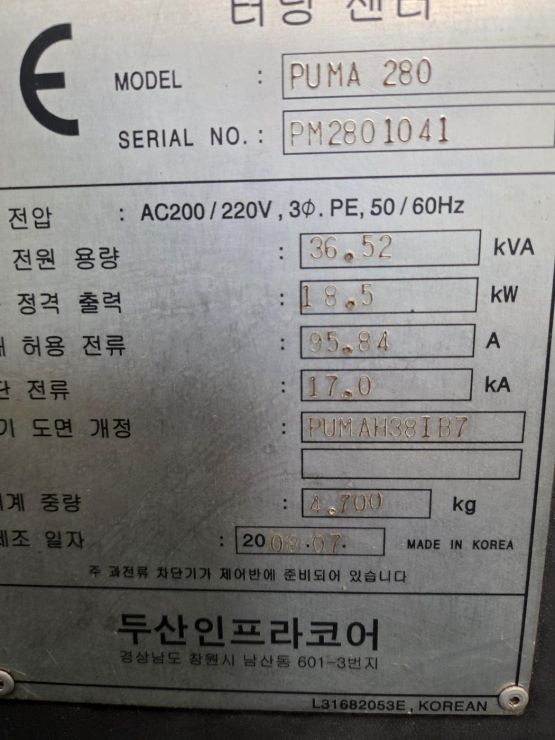 터닝 센터
CE
MODEL : PUMA 280
SERIAL NO. : PM2801041
전압 : AC200/220V, 3Φ. PE, 50/60Hz
전원 용량 : 36.52 kVA
정격 출력 : 18.5 kW
허용 전류 : 95.84 A
전류 : 17.0 kA
도면 개정 : PUMAH38IB7
중량 : 4,700 kg
일자 : 2008.07. MADE IN KOREA
주 과전류 차단기가 제어반에 준비되어 있습니다
두산인프라코어
경상남도 창원시 남산동 601-3번지
L31682053E, KOREAN